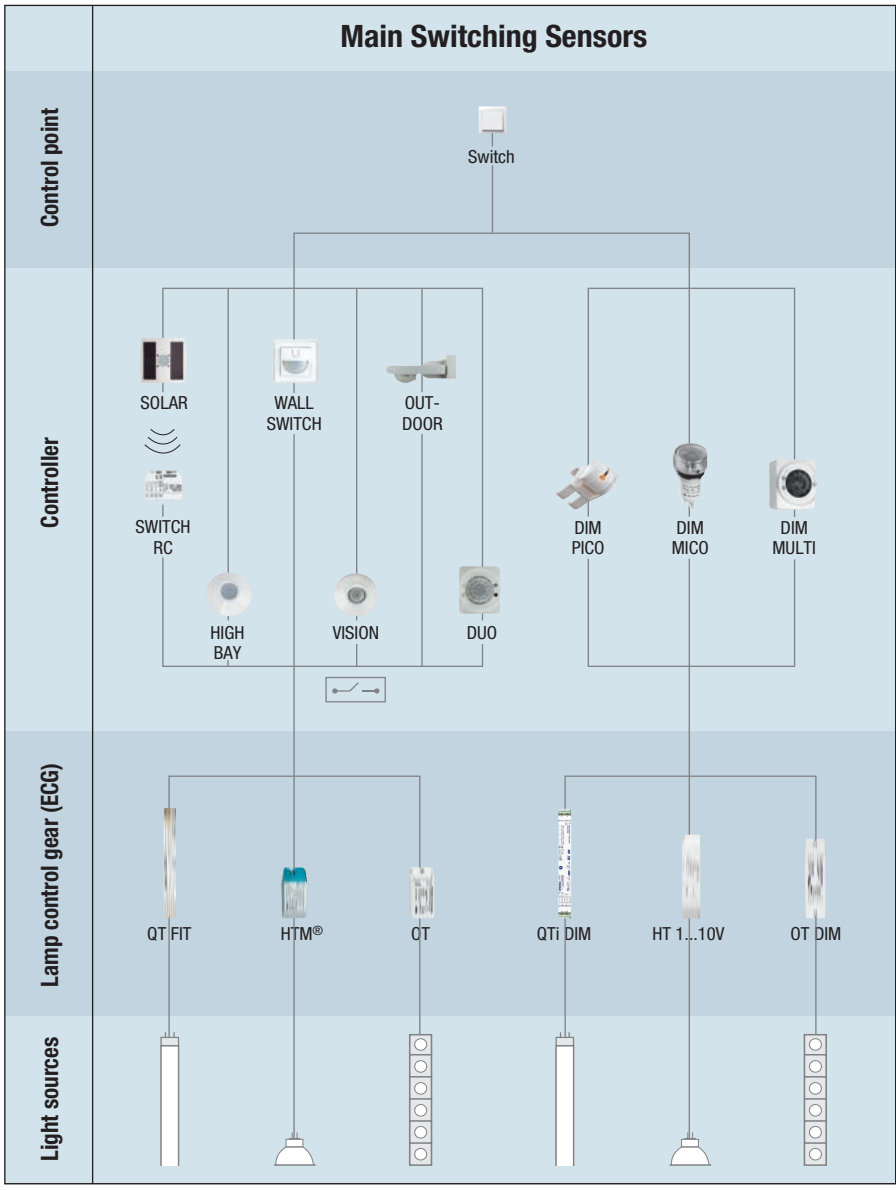 Main Switching Sensors
Control point
Switch
Controller
SOLAR
WALL
SWITCH
OUT-
DOOR
SWITCH
RC
DIM
PICO
DIM
MICO
DIM
MULTI
HIGH
BAY
VISION
DUO
Lamp control gear (ECG)
QT FIT
HTM®
OT
QTi DIM
HT 1...10V
OT DIM
Light sources